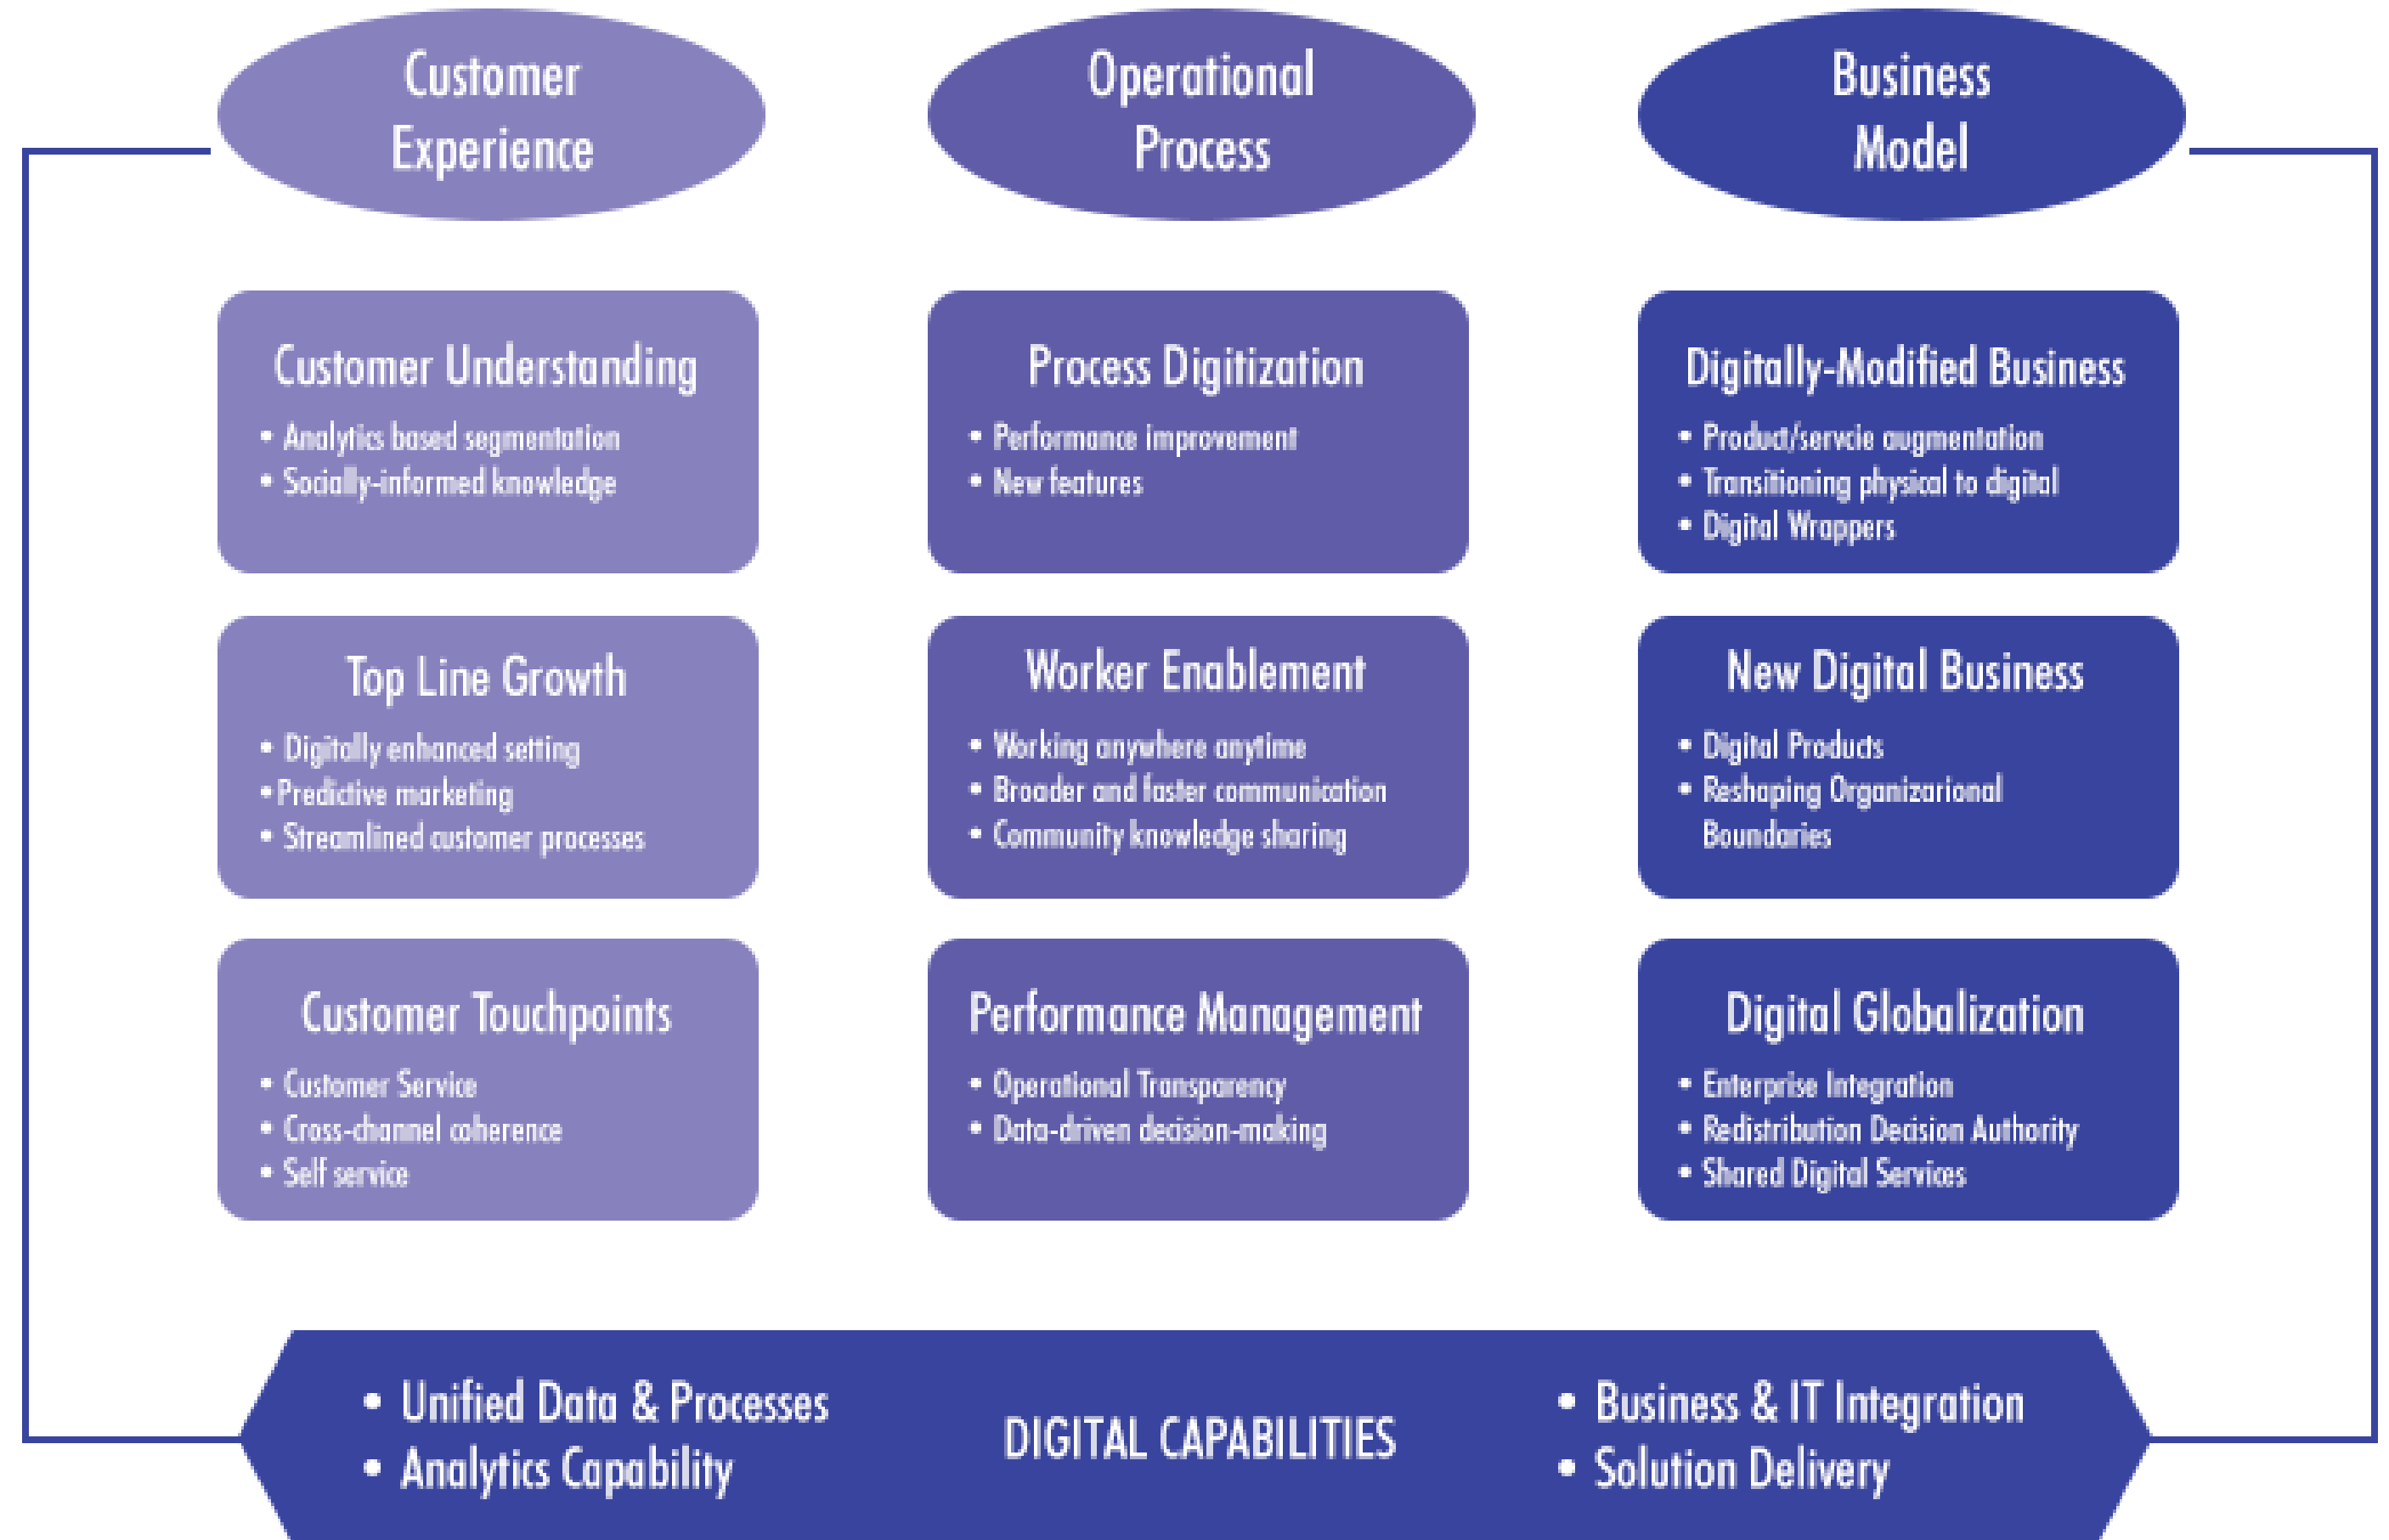 Customer
Experience
Operational
Process
Business
Model
Customer Understanding
• Analytics based segmentation
• Socially-informed knowledge
Process Digitization
• Performance improvement
• New features
Digitally-Modified Business
• Product/servcie augmentation
• Transitioning physical to digital
• Digital Wrappers
Top Line Growth
• Digitally enhanced setting
• Predictive marketing
• Streamlined customer processes
Worker Enablement
• Working anywhere anytime
• Broader and faster communication
• Community knowledge sharing
New Digital Business
• Digital Products
• Reshaping Organizarional
Boundaries
Customer Touchpoints
• Customer Service
• Cross-channel coherence
• Self service
Performance Management
• Operational Transparency
• Data-driven decision-making
Digital Globalization
• Enterprise Integration
• Redistribution Decision Authority
• Shared Digital Services
• Unified Data & Processes
• Analytics Capability
DIGITAL CAPABILITIES
• Business & IT Integration
• Solution Delivery